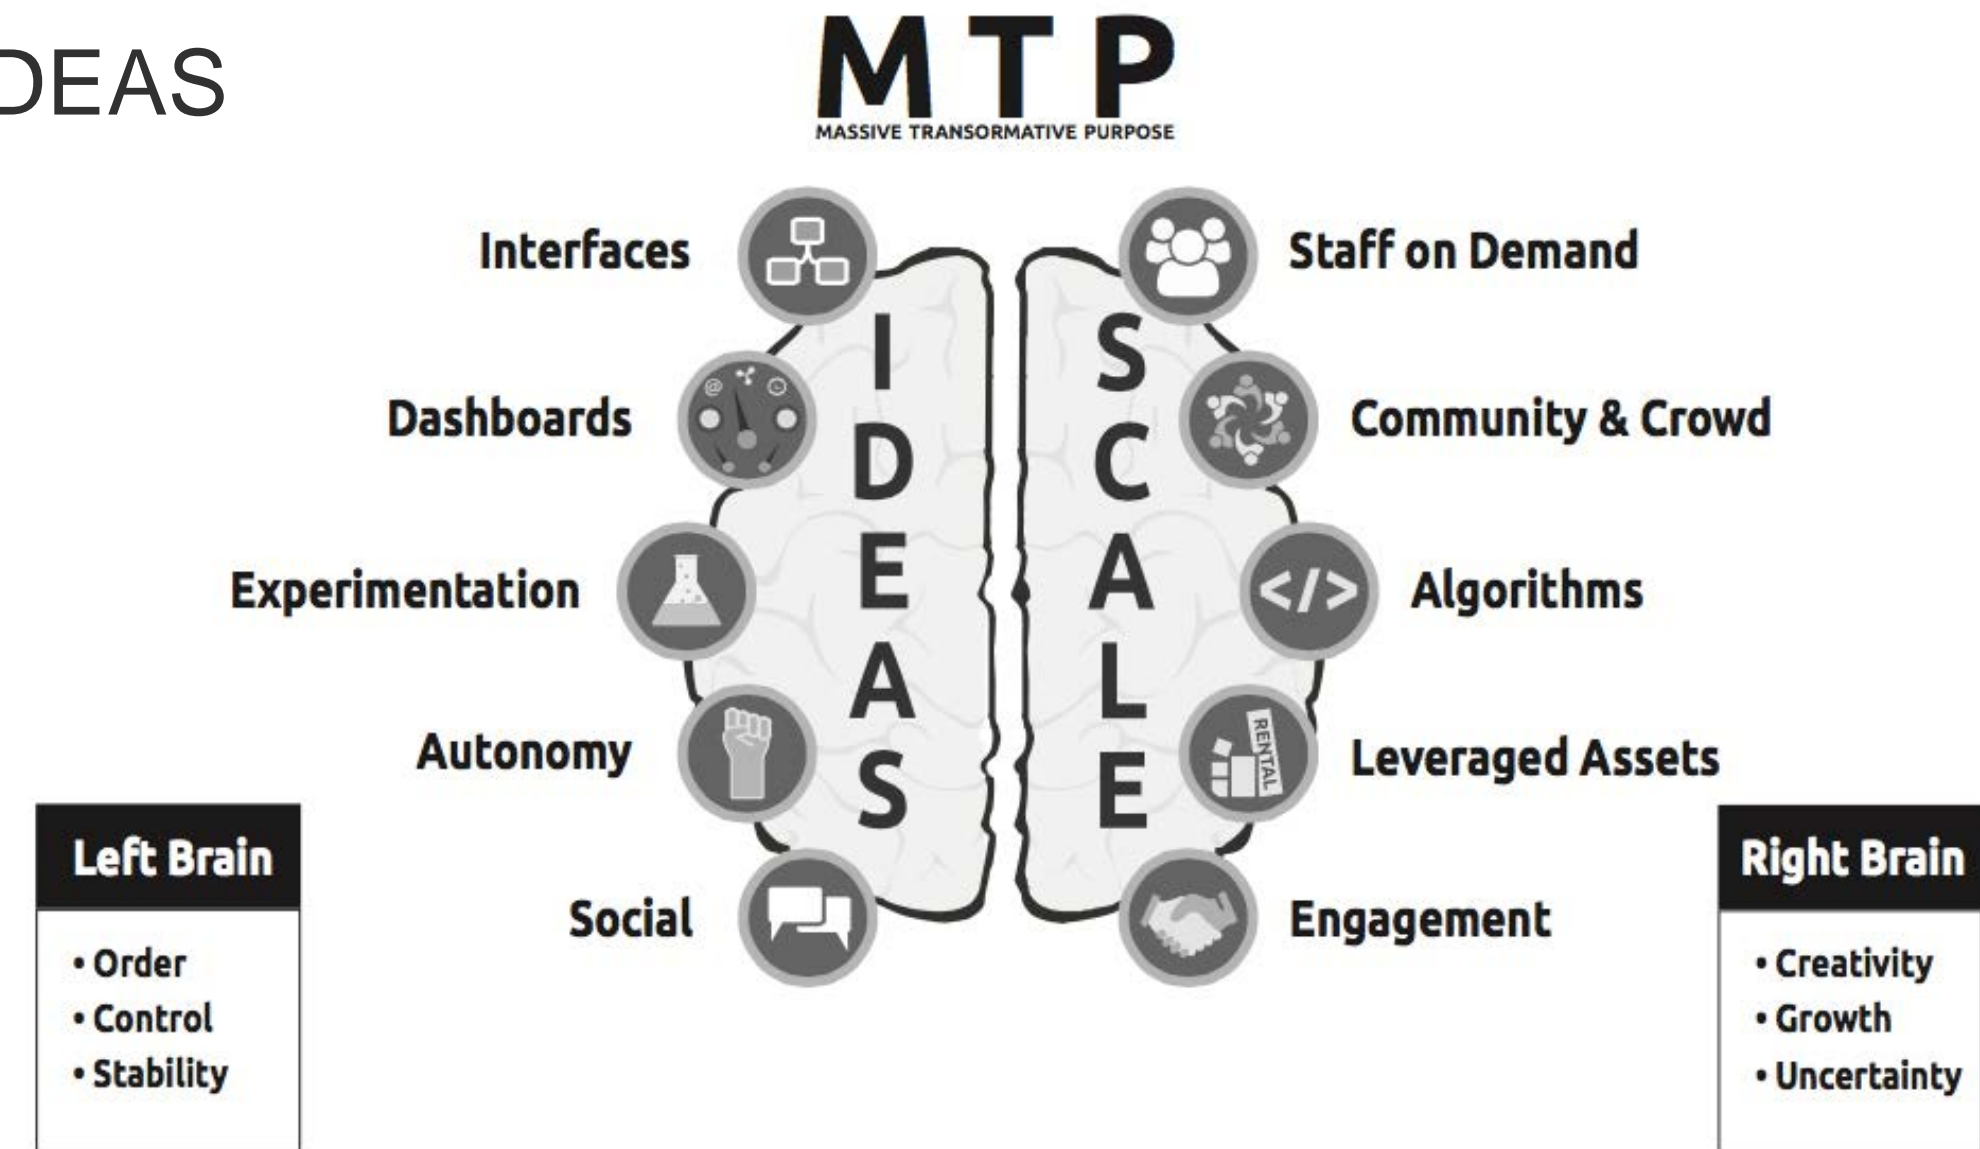 DEAS
M T P
MASSIVE TRANSORMATIVE PURPOSE
Interfaces
Dashboards
Experimentation
Autonomy
Social
I
D
E
A
S
S
C
A
L
E
Staff on Demand
Community & Crowd
@
</>
Algorithms
RENTAL
Leveraged Assets
Engagement
Left Brain
• Order
• Control
• Stability
Right Brain
• Creativity
• Growth
• Uncertainty